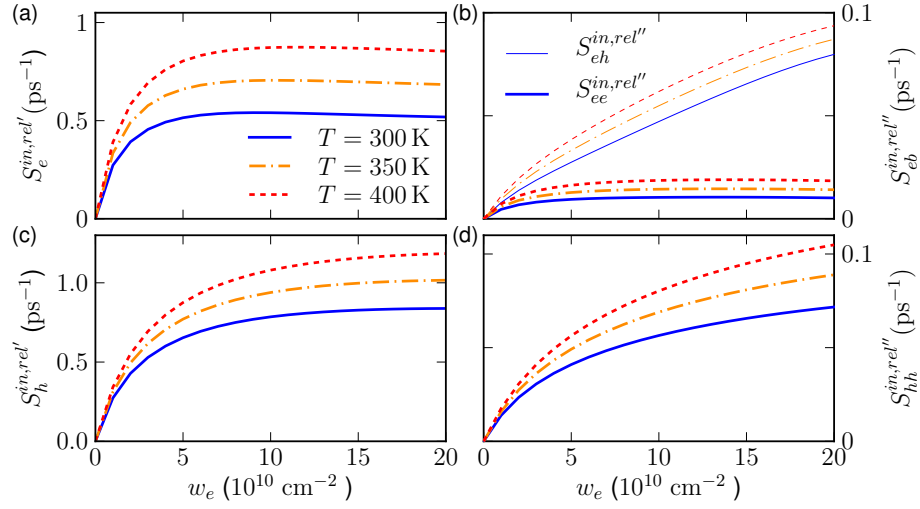 (a)
1
0.5
0
$S_e^{in,rel'}$ (ps$^{-1}$)
$T = 300\,\mathrm{K}$
$T = 350\,\mathrm{K}$
$T = 400\,\mathrm{K}$
(b)
0.1
0
$S_{eh}^{in,rel''}$
$S_{ee}^{in,rel''}$
$S_{eb}^{in,rel''}$ (ps$^{-1}$)
(c)
1.0
0.5
0.0
$S_h^{in,rel'}$ (ps$^{-1}$)
0 5 10 15 20
$w_e$ ($10^{10}$ cm$^{-2}$ )
(d)
0.1
0
$S_{hh}^{in,rel''}$ (ps$^{-1}$)
0 5 10 15 20
$w_e$ ($10^{10}$ cm$^{-2}$ )